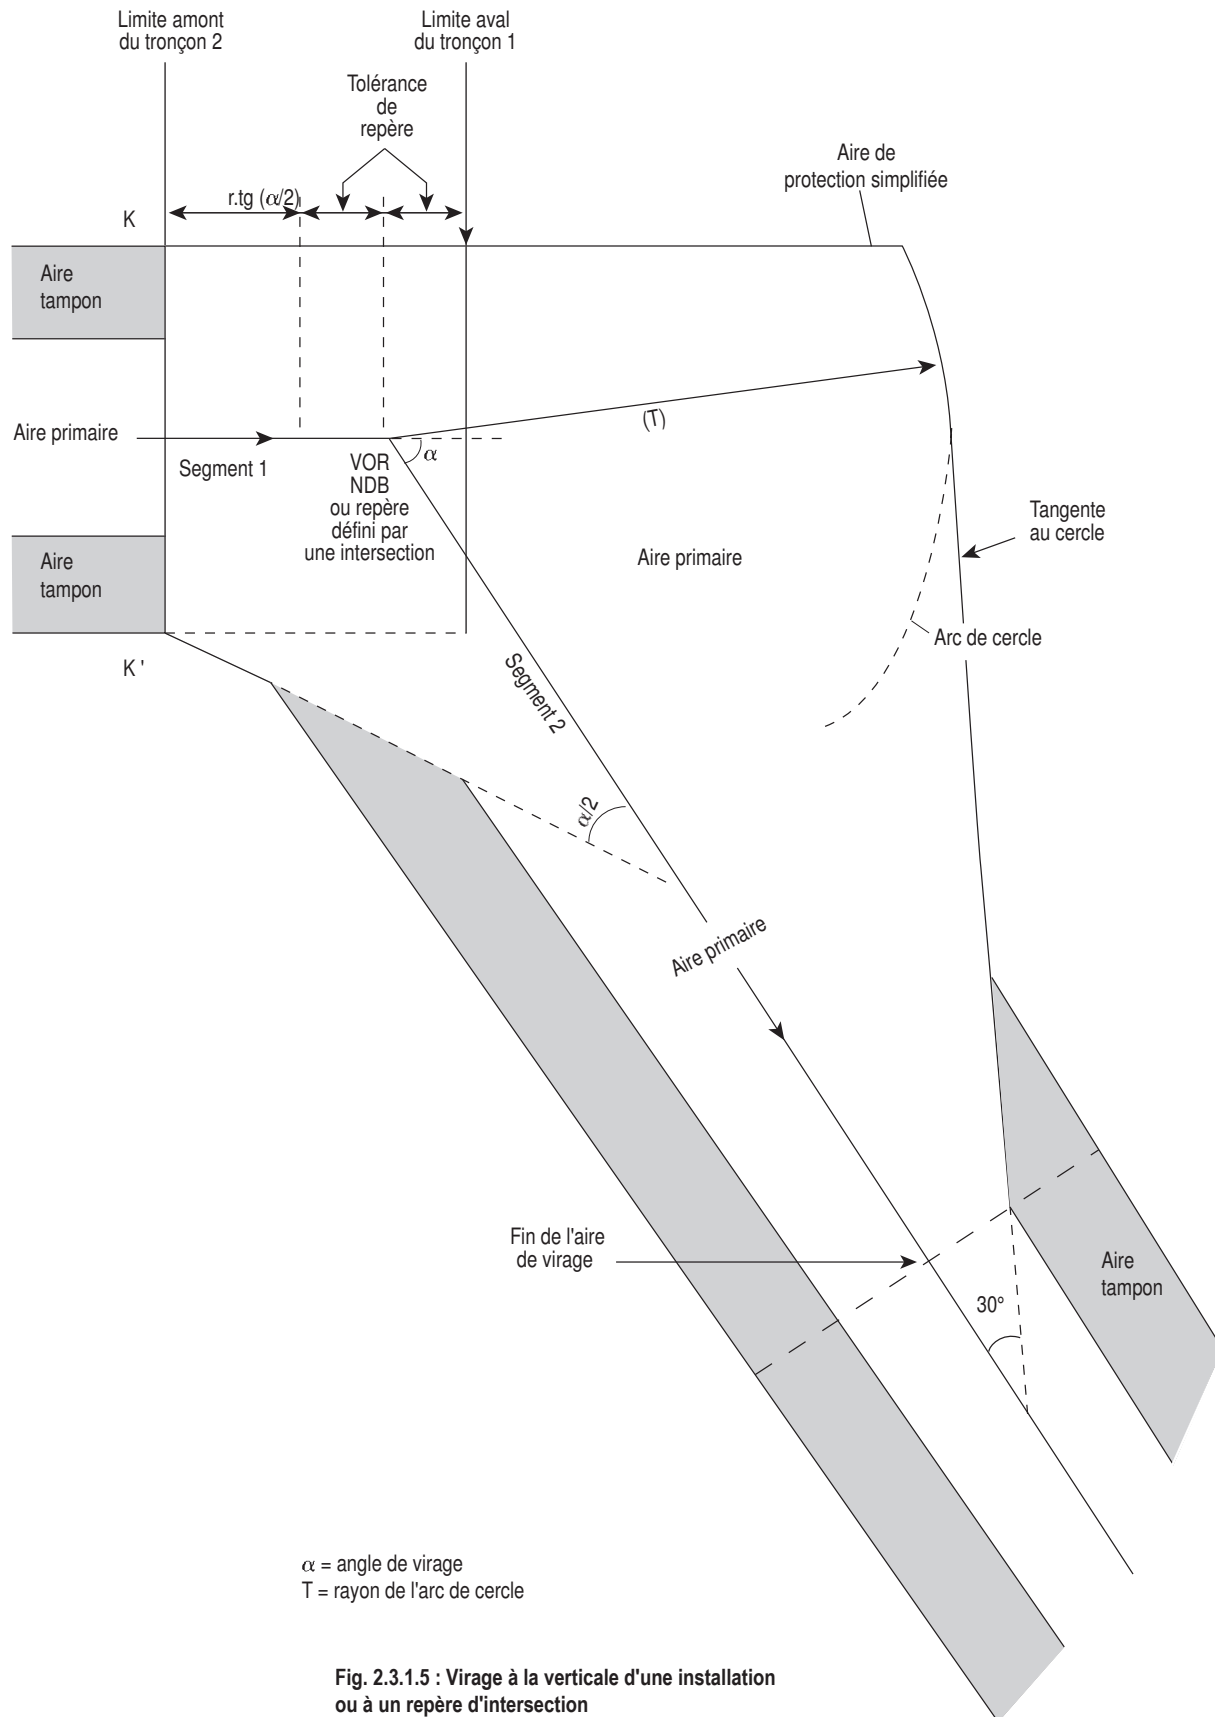 Limite amont
du tronçon 2
Limite aval
du tronçon 1
Tolérance
de
repère
Aire de
protection simplifiée
r.tg (α/2)
K
Aire
tampon
(T)
Aire primaire
α
Segment 1
VOR
NDB
ou repère
défini par
une intersection
Tangente
au cercle
Aire primaire
Aire
tampon
Arc de cercle
K '
Segment 2
α/2
Aire primaire
Fin de l'aire
de virage
Aire
tampon
30°
α = angle de virage
T = rayon de l'arc de cercle
Fig. 2.3.1.5 : Virage à la verticale d'une installation
ou à un repère d'intersection